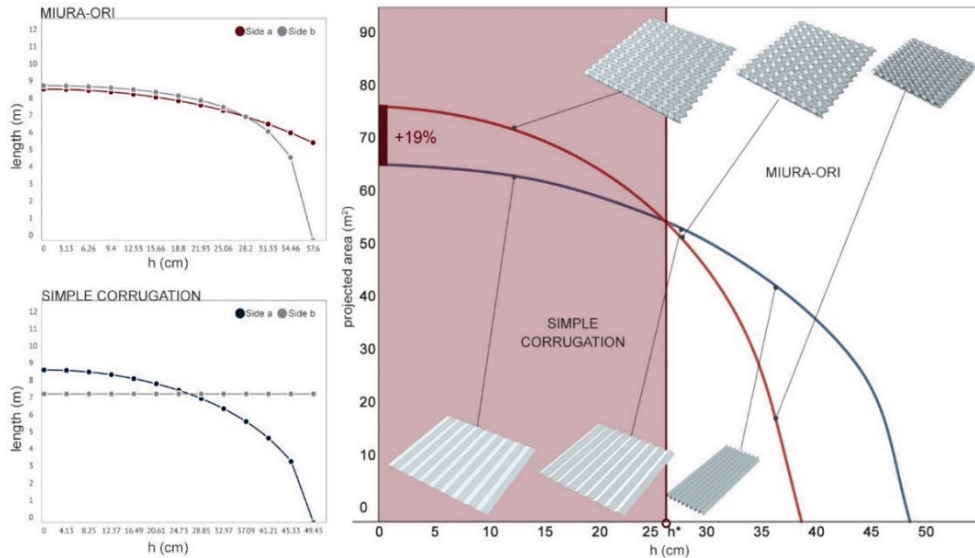 MIURA-ORI
12
11
10
9
8
7
6
5
4
3
2
1
0
length (m)
Side a
Side b
0 3.13 6.26 9.4 12.53 15.66 18.8 21.93 25.06 28.2 31.33 34.46 37.6
h (cm)
SIMPLE CORRUGATION
12
11
10
9
8
7
6
5
4
3
2
1
0
length (m)
Side a
Side b
0 4.13 8.25 12.37 16.49 20.61 24.73 28.85 32.97 37.09 41.21 45.33 49.45
h (cm)
90
80
70
60
50
40
30
20
10
0
projected area (m²)
+19%
MIURA-ORI
SIMPLE
CORRUGATION
0 5 10 15 20 25 h* 30 35 40 45 50
h (cm)